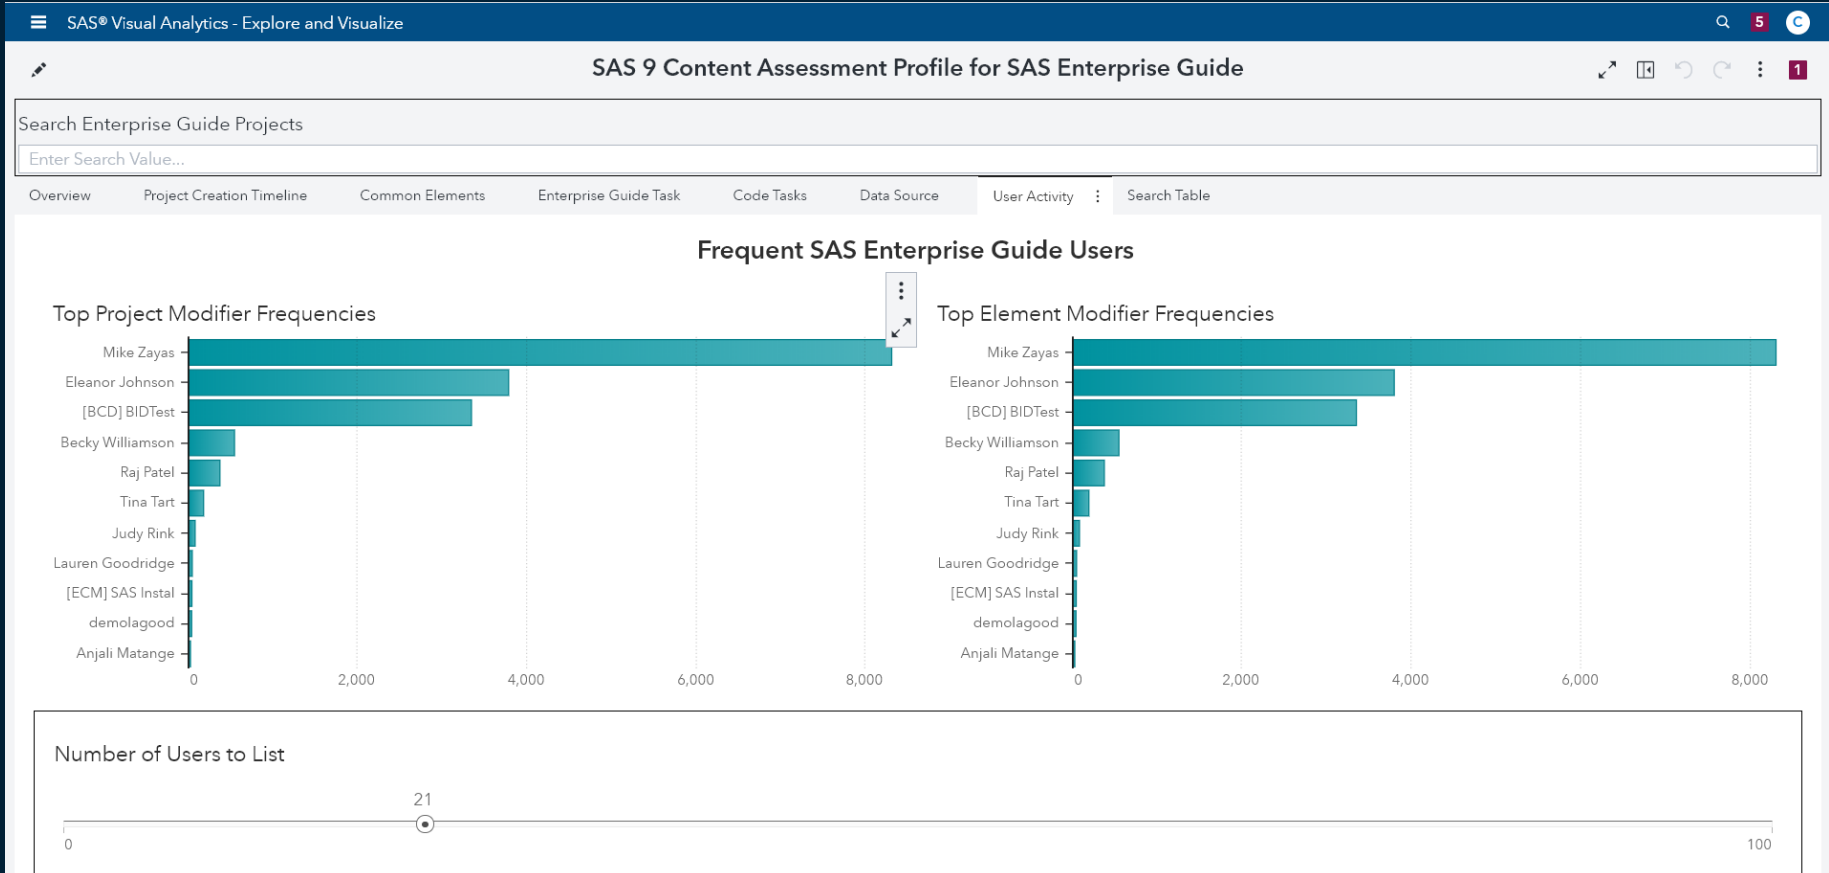 SAS® Visual Analytics - Explore and Visualize
5
C
SAS 9 Content Assessment Profile for SAS Enterprise Guide
1
Search Enterprise Guide Projects
Enter Search Value...
Overview
Project Creation Timeline
Common Elements
Enterprise Guide Task
Code Tasks
Data Source
User Activity
Search Table
Frequent SAS Enterprise Guide Users
Top Project Modifier Frequencies
Mike Zayas
Eleanor Johnson
[BCD] BIDTest
Becky Williamson
Raj Patel
Tina Tart
Judy Rink
Lauren Goodridge
[ECM] SAS Instal
demolagood
Anjali Matange
0 2,000 4,000 6,000 8,000
Top Element Modifier Frequencies
Mike Zayas
Eleanor Johnson
[BCD] BIDTest
Becky Williamson
Raj Patel
Tina Tart
Judy Rink
Lauren Goodridge
[ECM] SAS Instal
demolagood
Anjali Matange
0 2,000 4,000 6,000 8,000
Number of Users to List
21
0 100